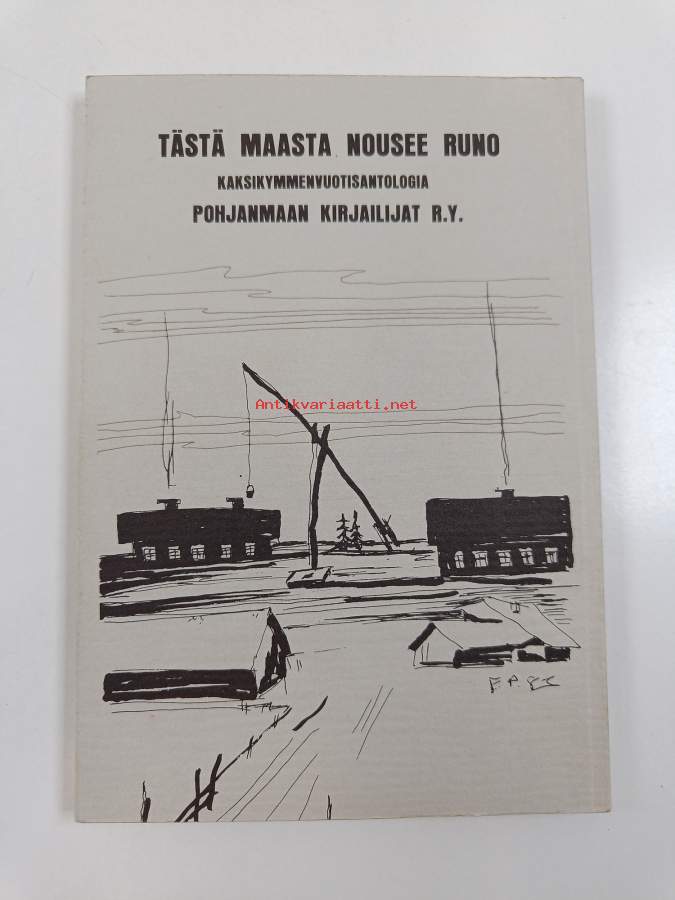 TÄSTÄ MAASTA NOUSEE RUNO
KAKSIKYMMENVUOTISANTOLOGIA
POHJANMAAN KIRJAILIJAT R.Y.
Antikvariaatti.net